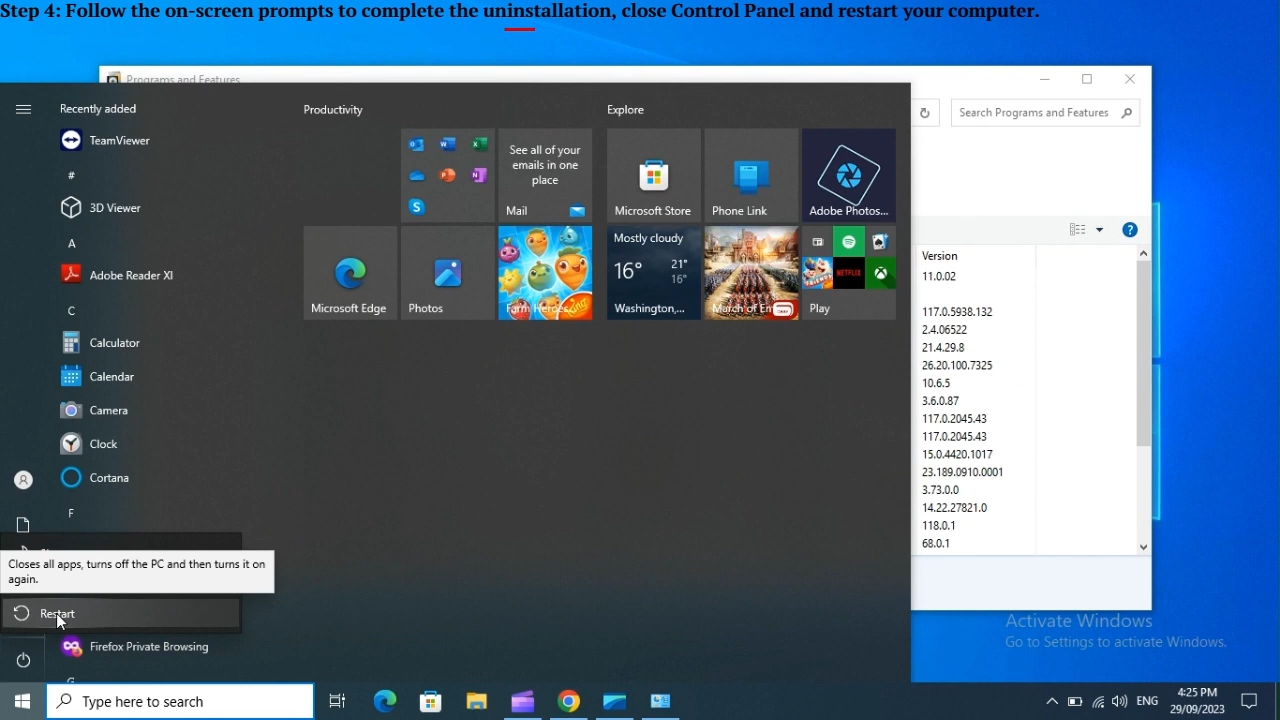 Step 4: Follow the on-screen prompts to complete the uninstallation, close Control Panel and restart your computer.
Programs and Features
Search Programs and Features
Recently added
TeamViewer
#
3D Viewer
A
Adobe Reader XI
C
Calculator
Calendar
Camera
Clock
Cortana
F
Closes all apps, turns off the PC and then turns it on
again.
Restart
Firefox Private Browsing
Productivity
See all of your
emails in one
place
Mail
Microsoft Edge
Photos
Explore
Microsoft Store
Phone Link
Adobe Photos...
Mostly cloudy
16°
21°
16°
Washington,...
NETFLIX
Play
Version
11.0.02
117.0.5938.132
2.4.06522
21.4.29.8
26.20.100.7325
10.6.5
3.6.0.87
117.0.2045.43
117.0.2045.43
15.0.4420.1017
23.189.0910.0001
3.73.0.0
14.22.27821.0
118.0.1
68.0.1
Activate Windows
Go to Settings to activate Windows.
Type here to search
ENG
4:25 PM
29/09/2023